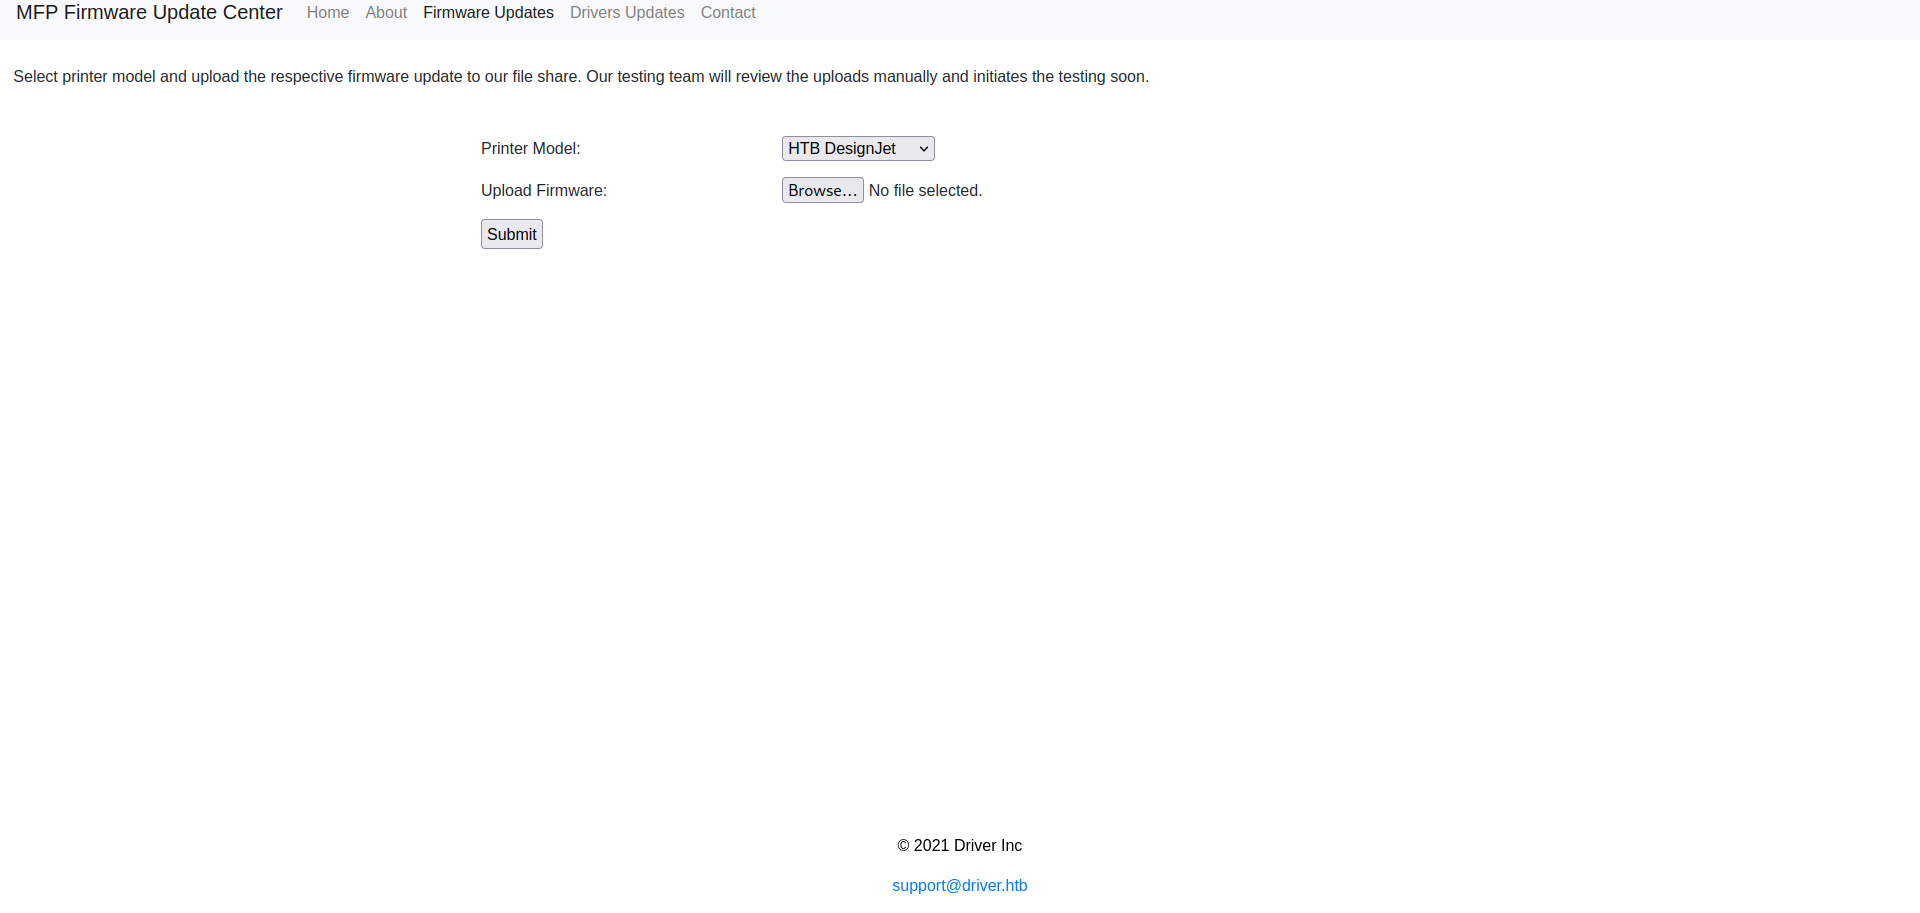 MFP Firmware Update Center Home About Firmware Updates Drivers Updates Contact
Select printer model and upload the respective firmware update to our file share. Our testing team will review the uploads manually and initiates the testing soon.
Printer Model: HTB DesignJet
Upload Firmware: Browse... No file selected.
Submit
© 2021 Driver Inc
support@driver.htb